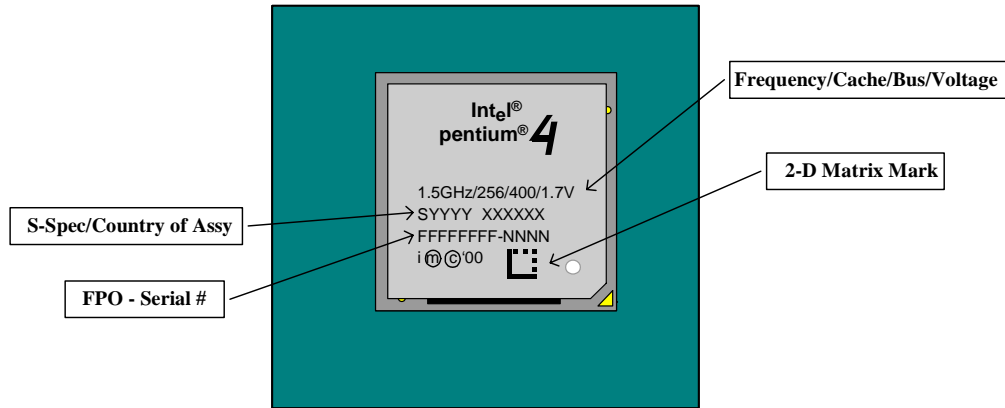 Intel®
pentium® 4
1.5GHz/256/400/1.7V
SYYYY XXXXXX
FFFFFFFF-NNNN
i ⓜ ⓒ '00
Frequency/Cache/Bus/Voltage
2-D Matrix Mark
S-Spec/Country of Assy
FPO - Serial #